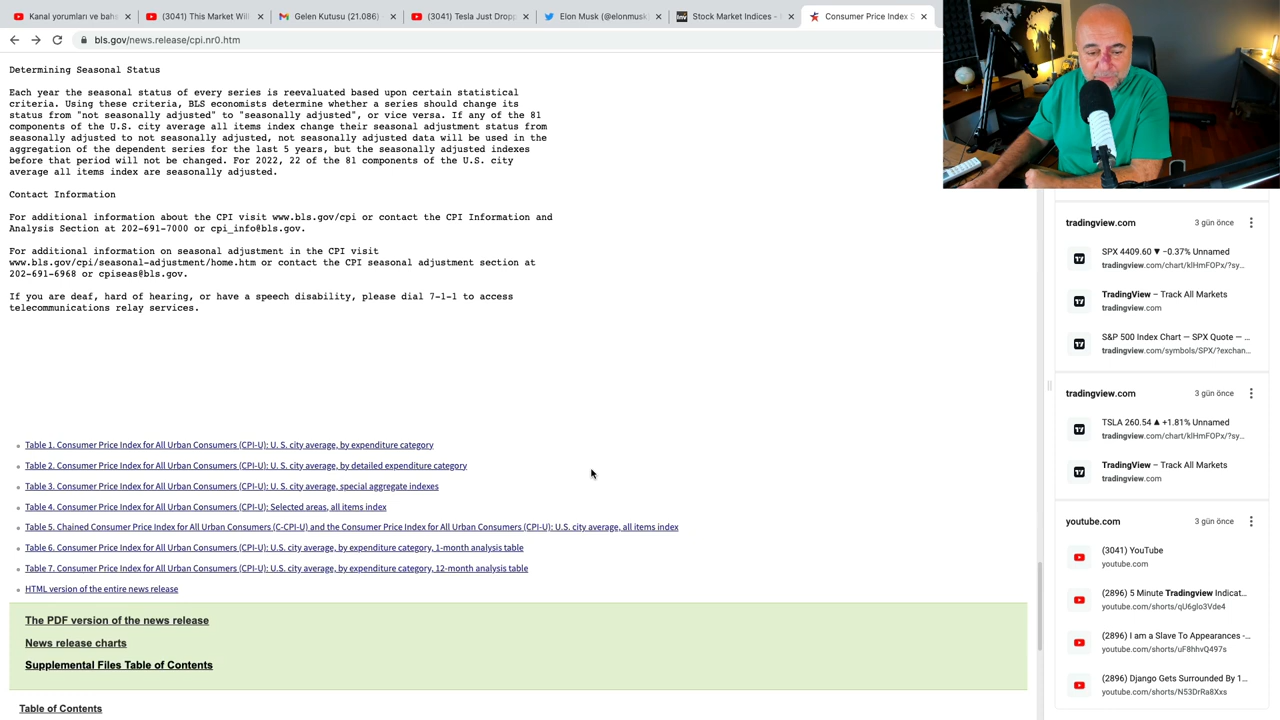 Kanal yorumları ve bahs
(3041) This Market Wil
Gelen Kutusu (21.086)
(3041) Tesla Just Dropp
Elon Musk (@elonmusk
Stock Market Indices -
Consumer Price Index S
bls.gov/news.release/cpi.nr0.htm
Determining Seasonal Status
Each year the seasonal status of every series is reevaluated based upon certain statistical
criteria. Using these criteria, BLS economists determine whether a series should change its
status from "not seasonally adjusted" to "seasonally adjusted", or vice versa. If any of the 81
components of the U.S. city average all items index change their seasonal adjustment status from
seasonally adjusted to not seasonally adjusted, not seasonally adjusted data will be used in the
aggregation of the dependent series for the last 5 years, but the seasonally adjusted indexes
before that period will not be changed. For 2022, 22 of the 81 components of the U.S. city
average all items index are seasonally adjusted.
Contact Information
For additional information about the CPI visit www.bls.gov/cpi or contact the CPI Information and
Analysis Section at 202-691-7000 or cpi_info@bls.gov.
For additional information on seasonal adjustment in the CPI visit
www.bls.gov/cpi/seasonal-adjustment/home.htm or contact the CPI seasonal adjustment section at
202-691-6968 or cpiseas@bls.gov.
If you are deaf, hard of hearing, or have a speech disability, please dial 7-1-1 to access
telecommunications relay services.
Table 1. Consumer Price Index for All Urban Consumers (CPI-U): U. S. city average, by expenditure category
Table 2. Consumer Price Index for All Urban Consumers (CPI-U): U. S. city average, by detailed expenditure category
Table 3. Consumer Price Index for All Urban Consumers (CPI-U): U. S. city average, special aggregate indexes
Table 4. Consumer Price Index for All Urban Consumers (CPI-U): Selected areas, all items index
Table 5. Chained Consumer Price Index for All Urban Consumers (C-CPI-U) and the Consumer Price Index for All Urban Consumers (CPI-U): U.S. city average, all items index
Table 6. Consumer Price Index for All Urban Consumers (CPI-U): U.S. city average, by expenditure category, 1-month analysis table
Table 7. Consumer Price Index for All Urban Consumers (CPI-U): U.S. city average, by expenditure category, 12-month analysis table
HTML version of the entire news release
The PDF version of the news release
News release charts
Supplemental Files Table of Contents
Table of Contents
tradingview.com 3 gün önce
SPX 4409.60 ▼ −0.37% Unnamed
tradingview.com/chart/klHmFOPx/?sy...
TradingView – Track All Markets
tradingview.com
S&P 500 Index Chart — SPX Quote — ...
tradingview.com/symbols/SPX/?exchan...
tradingview.com 3 gün önce
TSLA 260.54 ▲ +1.81% Unnamed
tradingview.com/chart/klHmFOPx/?sy...
TradingView – Track All Markets
tradingview.com
youtube.com 3 gün önce
(3041) YouTube
youtube.com
(2896) 5 Minute Tradingview Indicat...
youtube.com/shorts/qU6glo3Vde4
(2896) I am a Slave To Appearances -...
youtube.com/shorts/uF8hhvQ497s
(2896) Django Gets Surrounded By 1...
youtube.com/shorts/N53DrRa8Xxs